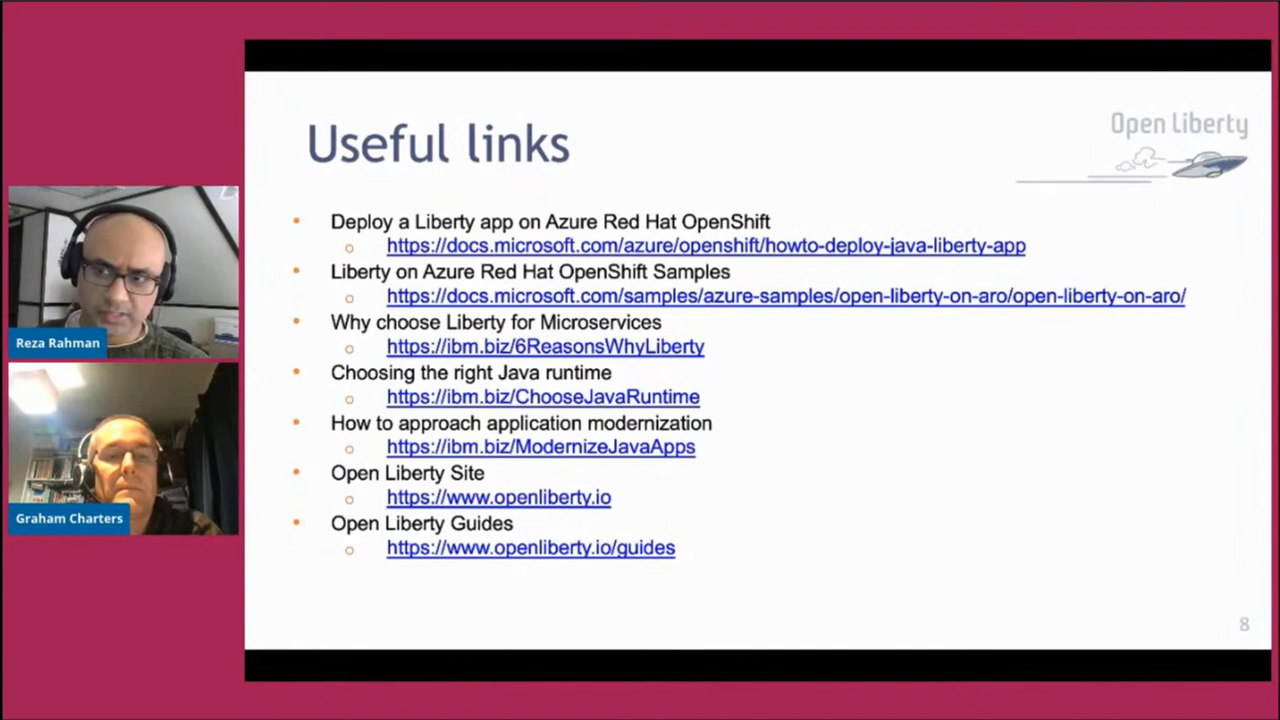 Useful links
Open Liberty
• Deploy a Liberty app on Azure Red Hat OpenShift
o https://docs.microsoft.com/azure/openshift/howto-deploy-java-liberty-app
• Liberty on Azure Red Hat OpenShift Samples
o https://docs.microsoft.com/samples/azure-samples/open-liberty-on-aro/open-liberty-on-aro/
• Why choose Liberty for Microservices
o https://ibm.biz/6ReasonsWhyLiberty
• Choosing the right Java runtime
o https://ibm.biz/ChooseJavaRuntime
• How to approach application modernization
o https://ibm.biz/ModernizeJavaApps
• Open Liberty Site
o https://www.openliberty.io
• Open Liberty Guides
o https://www.openliberty.io/guides
8
Reza Rahman
Graham Charters